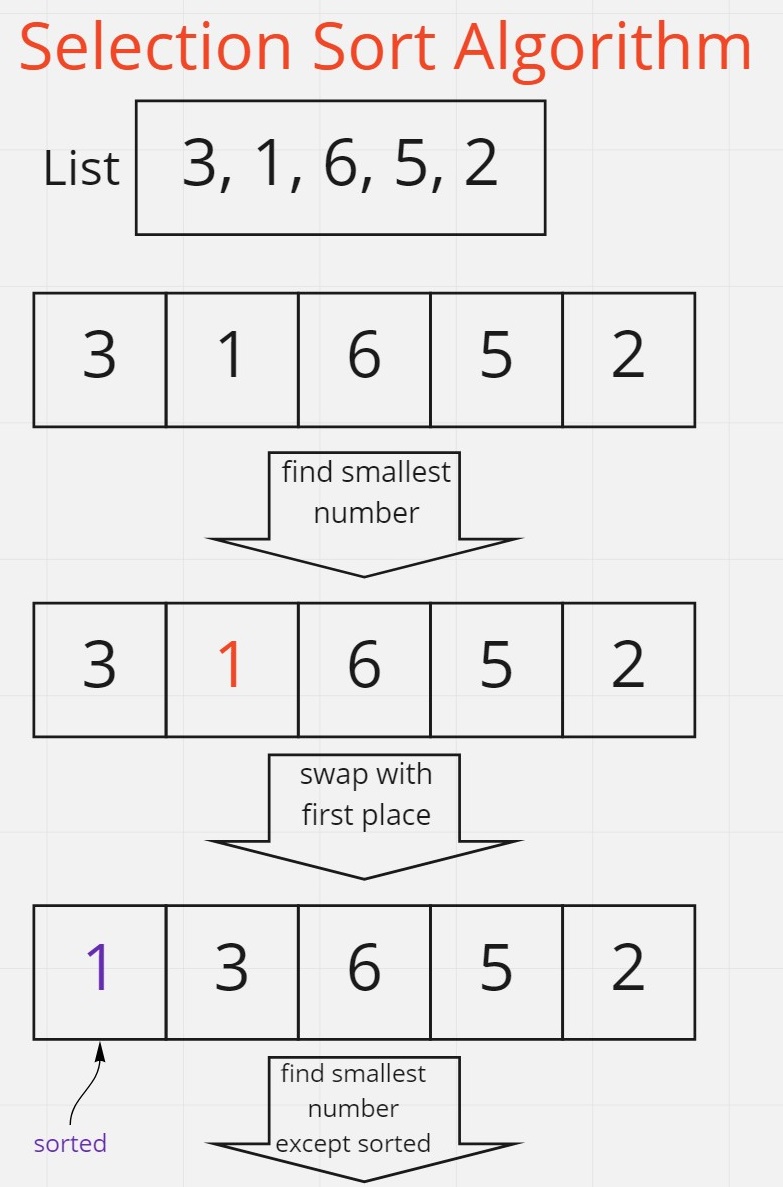 Selection Sort Algorithm
List 3, 1, 6, 5, 2
3 1 6 5 2
find smallest
number
3 1 6 5 2
swap with
first place
1 3 6 5 2
find smallest
number
except sorted
sorted